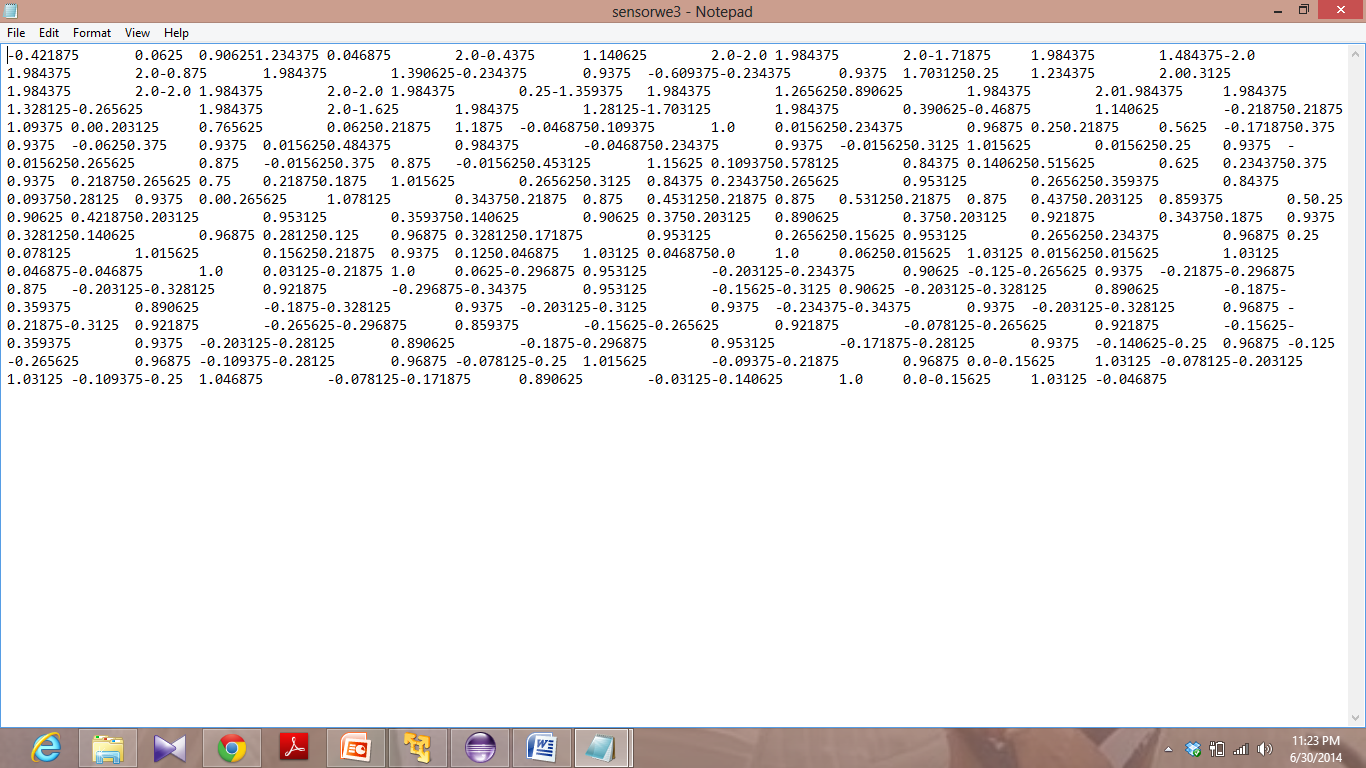 sensorwe3 - Notepad
File Edit Format View Help
-0.421875 0.0625 0.906251.234375 0.046875 2.0-0.4375 1.140625 2.0-2.0 1.984375 2.0-1.71875 1.984375 1.484375-2.0
1.984375 2.0-0.875 1.984375 1.390625-0.234375 0.9375 -0.609375-0.234375 0.9375 1.7031250.25 1.234375 2.00.3125
1.984375 2.0-2.0 1.984375 2.0-2.0 1.984375 0.25-1.359375 1.984375 1.2656250.890625 1.984375 2.01.984375 1.984375
1.328125-0.265625 1.984375 2.0-1.625 1.984375 1.28125-1.703125 1.984375 0.390625-0.46875 1.140625 -0.218750.21875
1.09375 0.00.203125 0.765625 0.06250.21875 1.1875 -0.0468750.109375 1.0 0.0156250.234375 0.96875 0.250.21875 0.5625 -0.1718750.375
0.9375 -0.06250.375 0.9375 0.0156250.484375 0.984375 -0.0468750.234375 0.9375 -0.0156250.3125 1.015625 0.0156250.25 0.9375 -
0.0156250.265625 0.875 -0.0156250.375 0.875 -0.0156250.453125 1.15625 0.1093750.578125 0.84375 0.1406250.515625 0.625 0.2343750.375
0.9375 0.218750.265625 0.75 0.218750.1875 1.015625 0.2656250.3125 0.84375 0.2343750.265625 0.953125 0.2656250.359375 0.84375
0.093750.28125 0.9375 0.00.265625 1.078125 0.343750.21875 0.875 0.4531250.21875 0.875 0.531250.21875 0.875 0.43750.203125 0.859375 0.50.25
0.90625 0.4218750.203125 0.953125 0.3593750.140625 0.90625 0.3750.203125 0.890625 0.3750.203125 0.921875 0.343750.1875 0.9375
0.3281250.140625 0.96875 0.281250.125 0.96875 0.3281250.171875 0.953125 0.2656250.15625 0.953125 0.2656250.234375 0.96875 0.25
0.078125 1.015625 0.156250.21875 0.9375 0.1250.046875 1.03125 0.0468750.0 1.0 0.06250.015625 1.03125 0.0156250.015625 1.03125
0.046875-0.046875 1.0 0.03125-0.21875 1.0 0.0625-0.296875 0.953125 -0.203125-0.234375 0.90625 -0.125-0.265625 0.9375 -0.21875-0.296875
0.875 -0.203125-0.328125 0.921875 -0.296875-0.34375 0.953125 -0.15625-0.3125 0.90625 -0.203125-0.328125 0.890625 -0.1875-
0.359375 0.890625 -0.1875-0.328125 0.9375 -0.203125-0.3125 0.9375 -0.234375-0.34375 0.9375 -0.203125-0.328125 0.96875 -
0.21875-0.3125 0.921875 -0.265625-0.296875 0.859375 -0.15625-0.265625 0.921875 -0.078125-0.265625 0.921875 -0.15625-
0.359375 0.9375 -0.203125-0.28125 0.890625 -0.1875-0.296875 0.953125 -0.171875-0.28125 0.9375 -0.140625-0.25 0.96875 -0.125
-0.265625 0.96875 -0.109375-0.28125 0.96875 -0.078125-0.25 1.015625 -0.09375-0.21875 0.96875 0.0-0.15625 1.03125 -0.078125-0.203125
1.03125 -0.109375-0.25 1.046875 -0.078125-0.171875 0.890625 -0.03125-0.140625 1.0 0.0-0.15625 1.03125 -0.046875
11:23 PM
6/30/2014